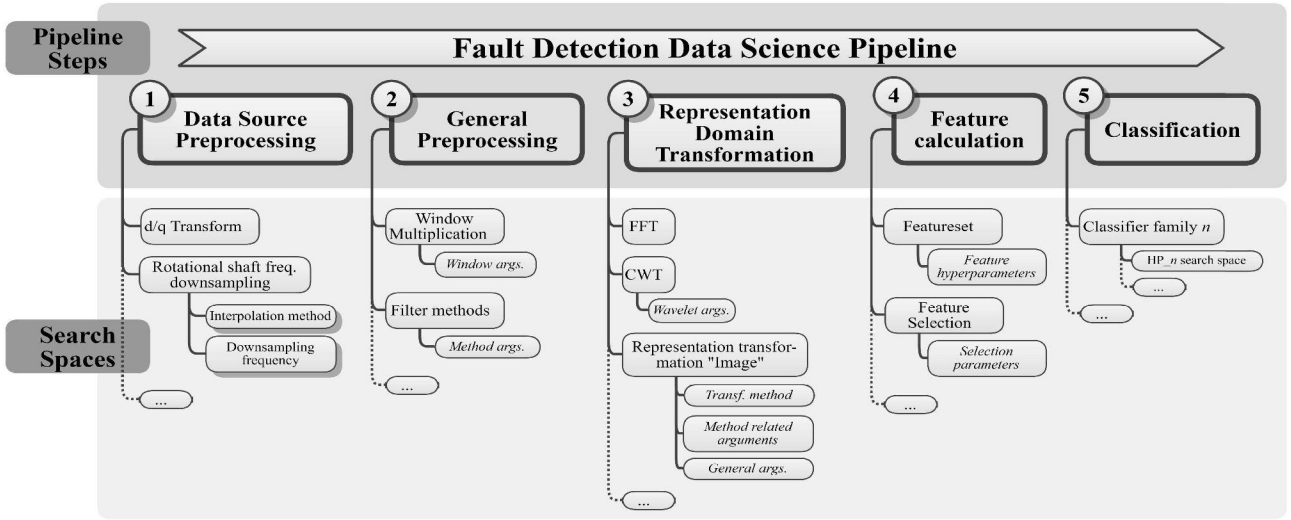 Pipeline
Steps
Fault Detection Data Science Pipeline
1
Data Source
Preprocessing
2
General
Preprocessing
3
Representation
Domain
Transformation
4
Feature
calculation
5
Classification
Search
Spaces
d/q Transform
Rotational shaft freq.
downsampling
Interpolation method
Downsampling
frequency
...
Window
Multiplication
Window args.
Filter methods
Method args.
...
FFT
CWT
Wavelet args.
Representation transfor-
mation "Image"
Transf. method
Method related
arguments
General args.
...
Featureset
Feature
hyperparameters
Feature
Selection
Selection
parameters
...
Classifier family n
HP_n search space
...
...